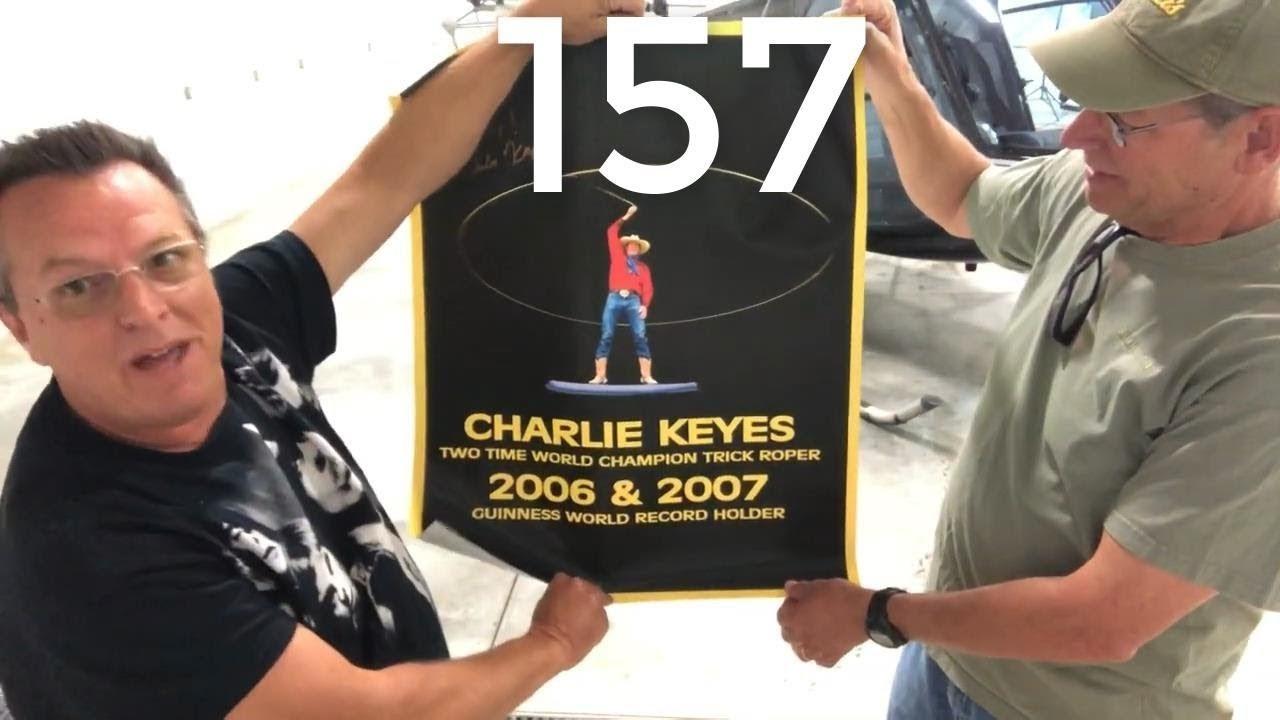 157
CHARLIE KEYES
TWO TIME WORLD CHAMPION TRICK ROPER
2006 & 2007
GUINNESS WORLD RECORD HOLDER